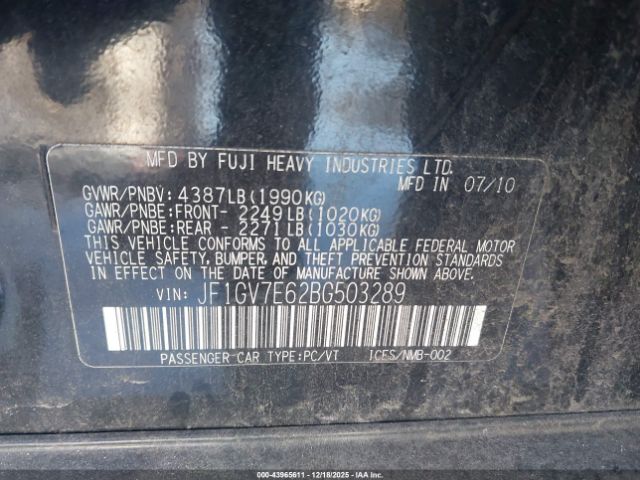 MFD BY FUJI HEAVY INDUSTRIES LTD.
MFD IN 07/10
GVWR/PNBV: 4387LB(1990KG)
GAWR/PNBE:FRONT- 2249LB(1020KG)
GAWR/PNBE:REAR - 2271LB(1030KG)
THIS VEHICLE CONFORMS TO ALL APPLICABLE FEDERAL MOTOR
VEHICLE SAFETY, BUMPER, AND THEFT PREVENTION STANDARDS
IN EFFECT ON THE DATE OF MANUFACTURE SHOWN ABOVE.
VIN: JF1GV7E62BG503289
PASSENGER CAR TYPE:PC/VT ICES/NMB-002
© 43965611 - 12/18/2025 - IAAI.COM